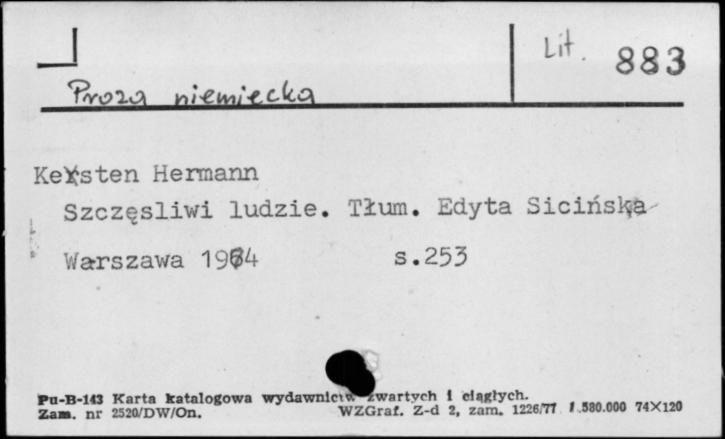 Lit. 883
Proza niemiecka
Kersten Hermann
Szczęsliwi ludzie. Tłum. Edyta Sicińska
Warszawa 1964 s.253
Pu-B-143 Karta katalogowa wydawnictw zwartych i ciągłych.
Zam. nr 2520/DW/On. WZGraf. Z-d 2, zam. 1226/77 1.580.000 74×120